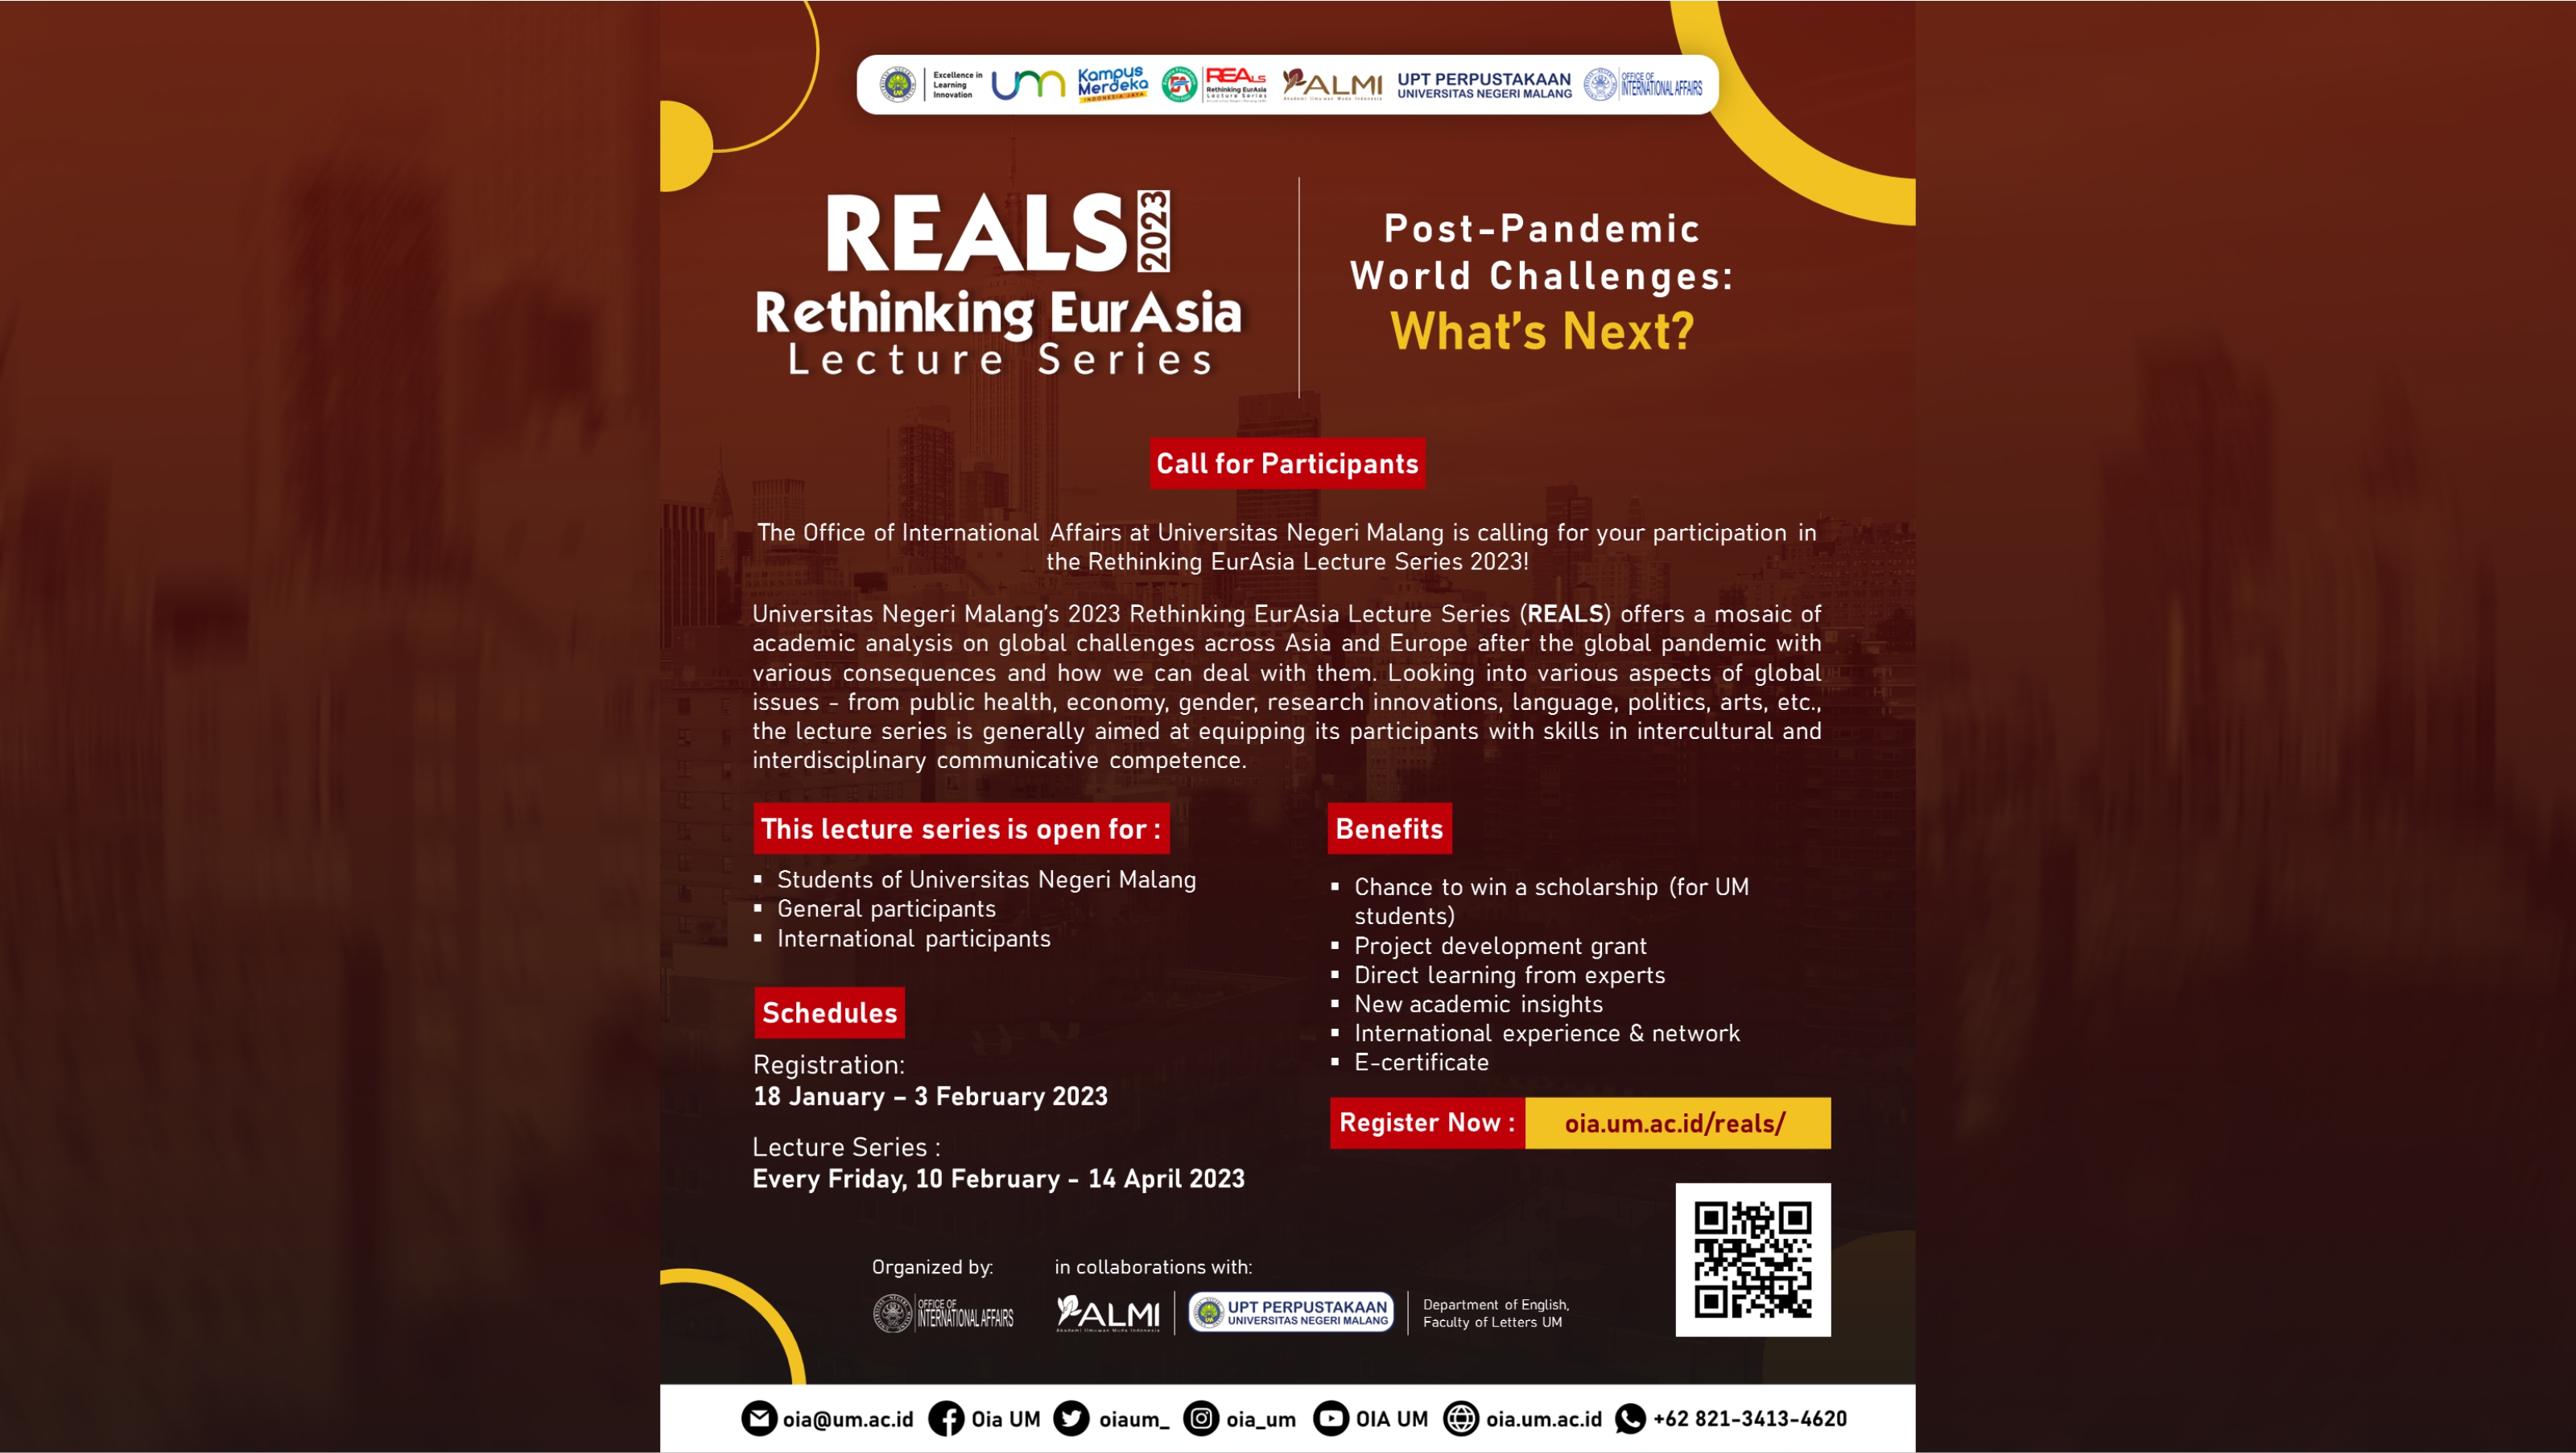 Excellence in
Learning
Innovation
um
Kampus
Merdeka
INDONESIA JAYA
REALS
Rethinking EurAsia
Lecture Series
ALMI
Akademi Ilmuwan Muda Indonesia
UPT PERPUSTAKAAN
UNIVERSITAS NEGERI MALANG
OFFICE OF
INTERNATIONAL AFFAIRS
REALS 2023
Rethinking EurAsia
Lecture Series
Post-Pandemic
World Challenges:
What's Next?
Call for Participants
The Office of International Affairs at Universitas Negeri Malang is calling for your participation in
the Rethinking EurAsia Lecture Series 2023!
Universitas Negeri Malang's 2023 Rethinking EurAsia Lecture Series (REALS) offers a mosaic of
academic analysis on global challenges across Asia and Europe after the global pandemic with
various consequences and how we can deal with them. Looking into various aspects of global
issues - from public health, economy, gender, research innovations, language, politics, arts, etc.,
the lecture series is generally aimed at equipping its participants with skills in intercultural and
interdisciplinary communicative competence.
This lecture series is open for :
▪ Students of Universitas Negeri Malang
▪ General participants
▪ International participants
Schedules
Registration:
18 January – 3 February 2023
Lecture Series :
Every Friday, 10 February - 14 April 2023
Benefits
▪ Chance to win a scholarship (for UM
students)
▪ Project development grant
▪ Direct learning from experts
▪ New academic insights
▪ International experience & network
▪ E-certificate
Register Now : oia.um.ac.id/reals/
Organized by:
OFFICE OF
INTERNATIONAL AFFAIRS
in collaborations with:
ALMI
Akademi Ilmuwan Muda Indonesia
UPT PERPUSTAKAAN
UNIVERSITAS NEGERI MALANG
Department of English,
Faculty of Letters UM
oia@um.ac.id Oia UM oiaum_ oia_um OIA UM oia.um.ac.id +62 821-3413-4620